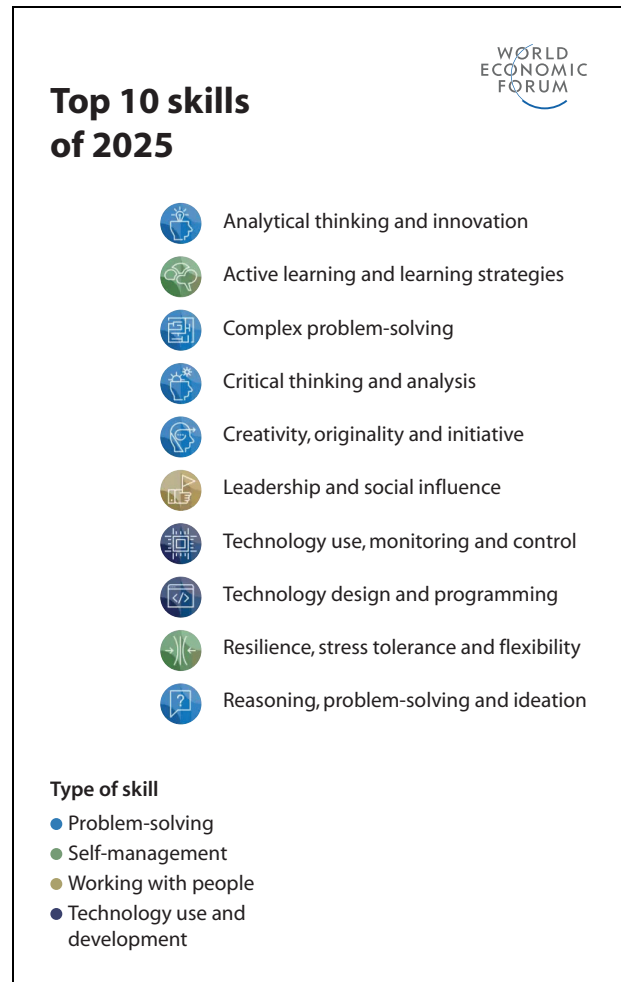 WORLD
ECONOMIC
FORUM
Top 10 skills
of 2025
Analytical thinking and innovation
Active learning and learning strategies
Complex problem-solving
Critical thinking and analysis
Creativity, originality and initiative
Leadership and social influence
Technology use, monitoring and control
Technology design and programming
Resilience, stress tolerance and flexibility
Reasoning, problem-solving and ideation
Type of skill
Problem-solving
Self-management
Working with people
Technology use and
development